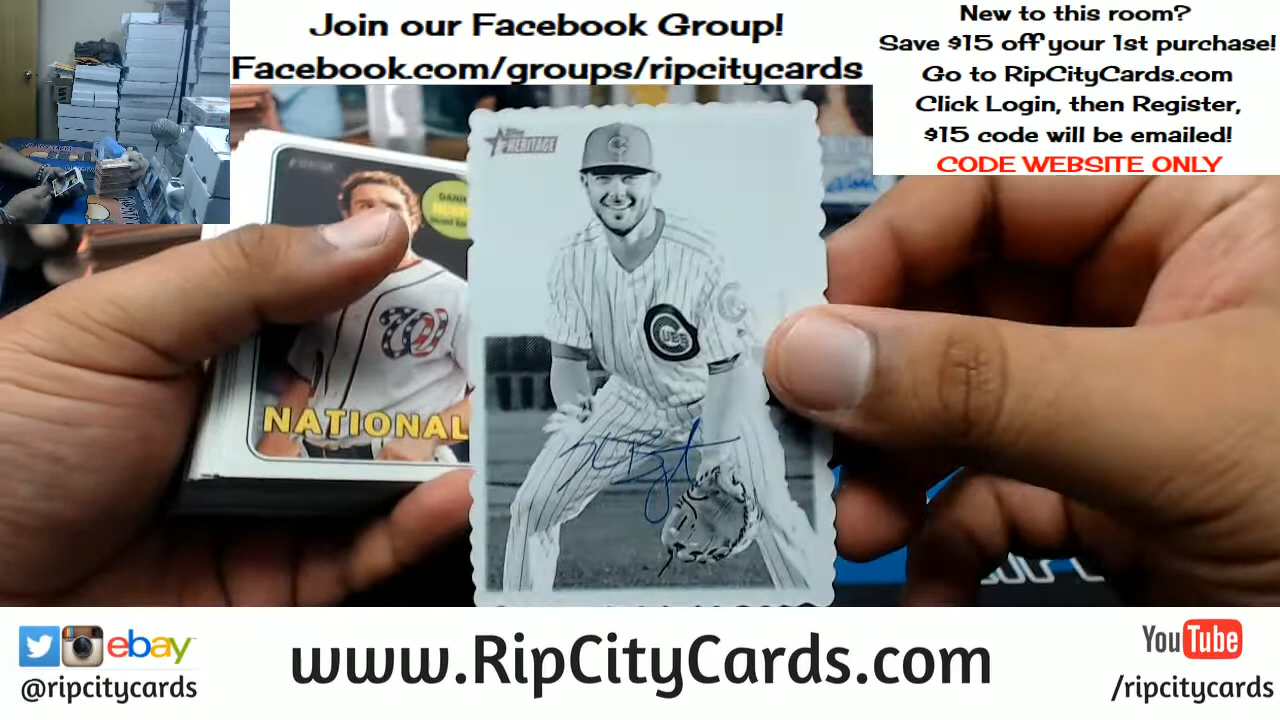 Join our Facebook Group!
Facebook.com/groups/ripcitycards
New to this room?
Save $15 off your 1st purchase!
Go to RipCityCards.com
Click Login, then Register,
$15 code will be emailed!
CODE WEBSITE ONLY
Topps
HERITAGE
CUBS
NATIONAL
ebay
@ripcitycards
www.RipCityCards.com
YouTube
/ripcitycards